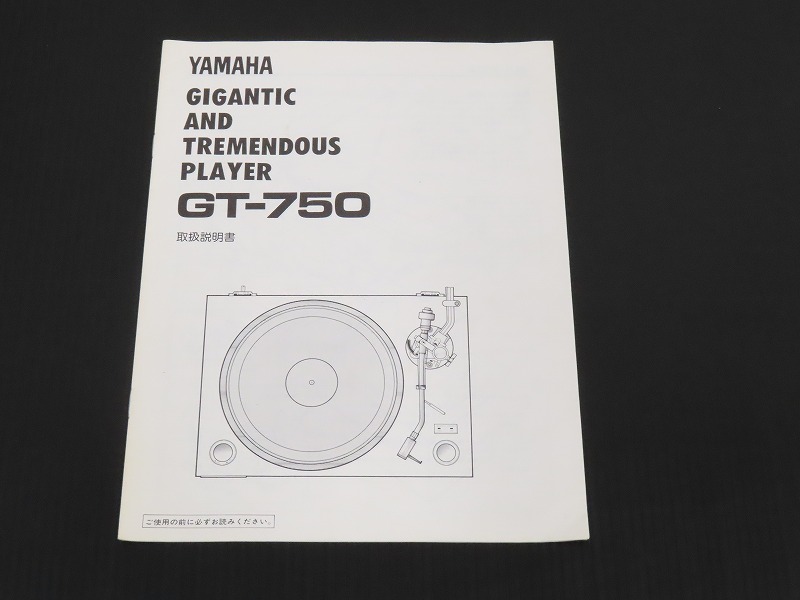 YAMAHA
GIGANTIC
AND
TREMENDOUS
PLAYER
GT-750
取扱説明書
ご使用の前に必ずお読みください。